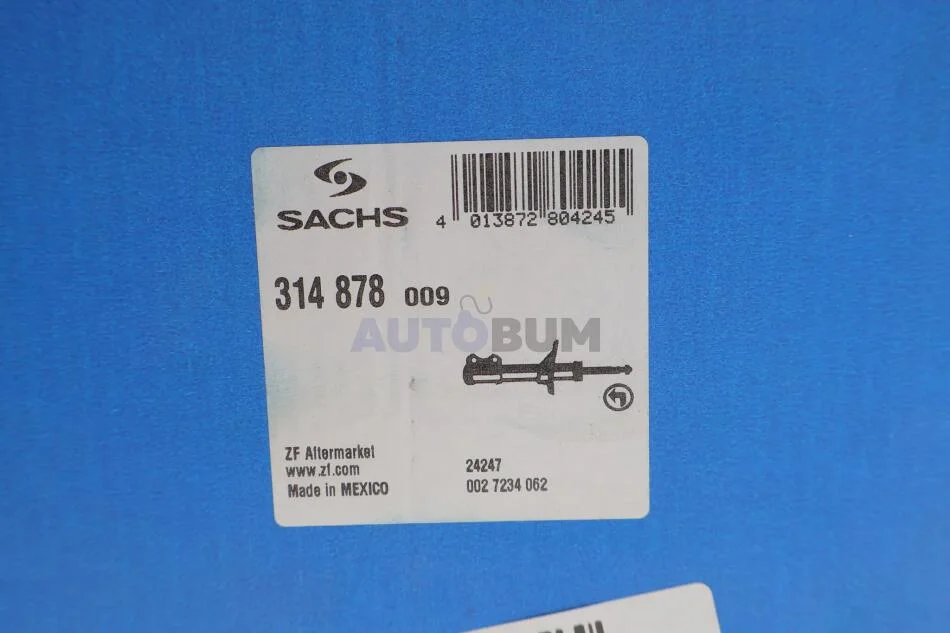 SACHS
4 013872 804245
314 878 009
AUTOBUM
ZF Aftermarket
www.zf.com
Made in MEXICO
24247
002 7234 062